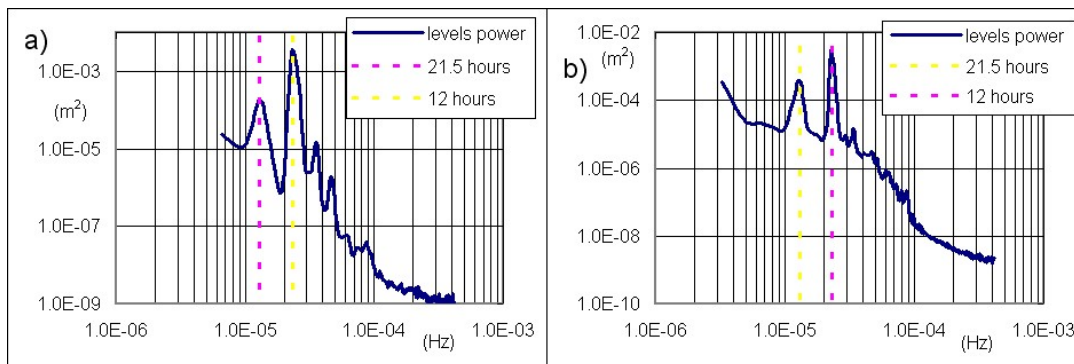 a)
1.0E-03
(m²)
1.0E-05
1.0E-07
1.0E-09
1.0E-06
1.0E-05
1.0E-04
1.0E-03
(Hz)
levels power
21.5 hours
12 hours
b)
1.0E-02
(m²)
1.0E-04
1.0E-06
1.0E-08
1.0E-10
1.0E-06
1.0E-05
1.0E-04
1.0E-03
(Hz)
levels power
21.5 hours
12 hours